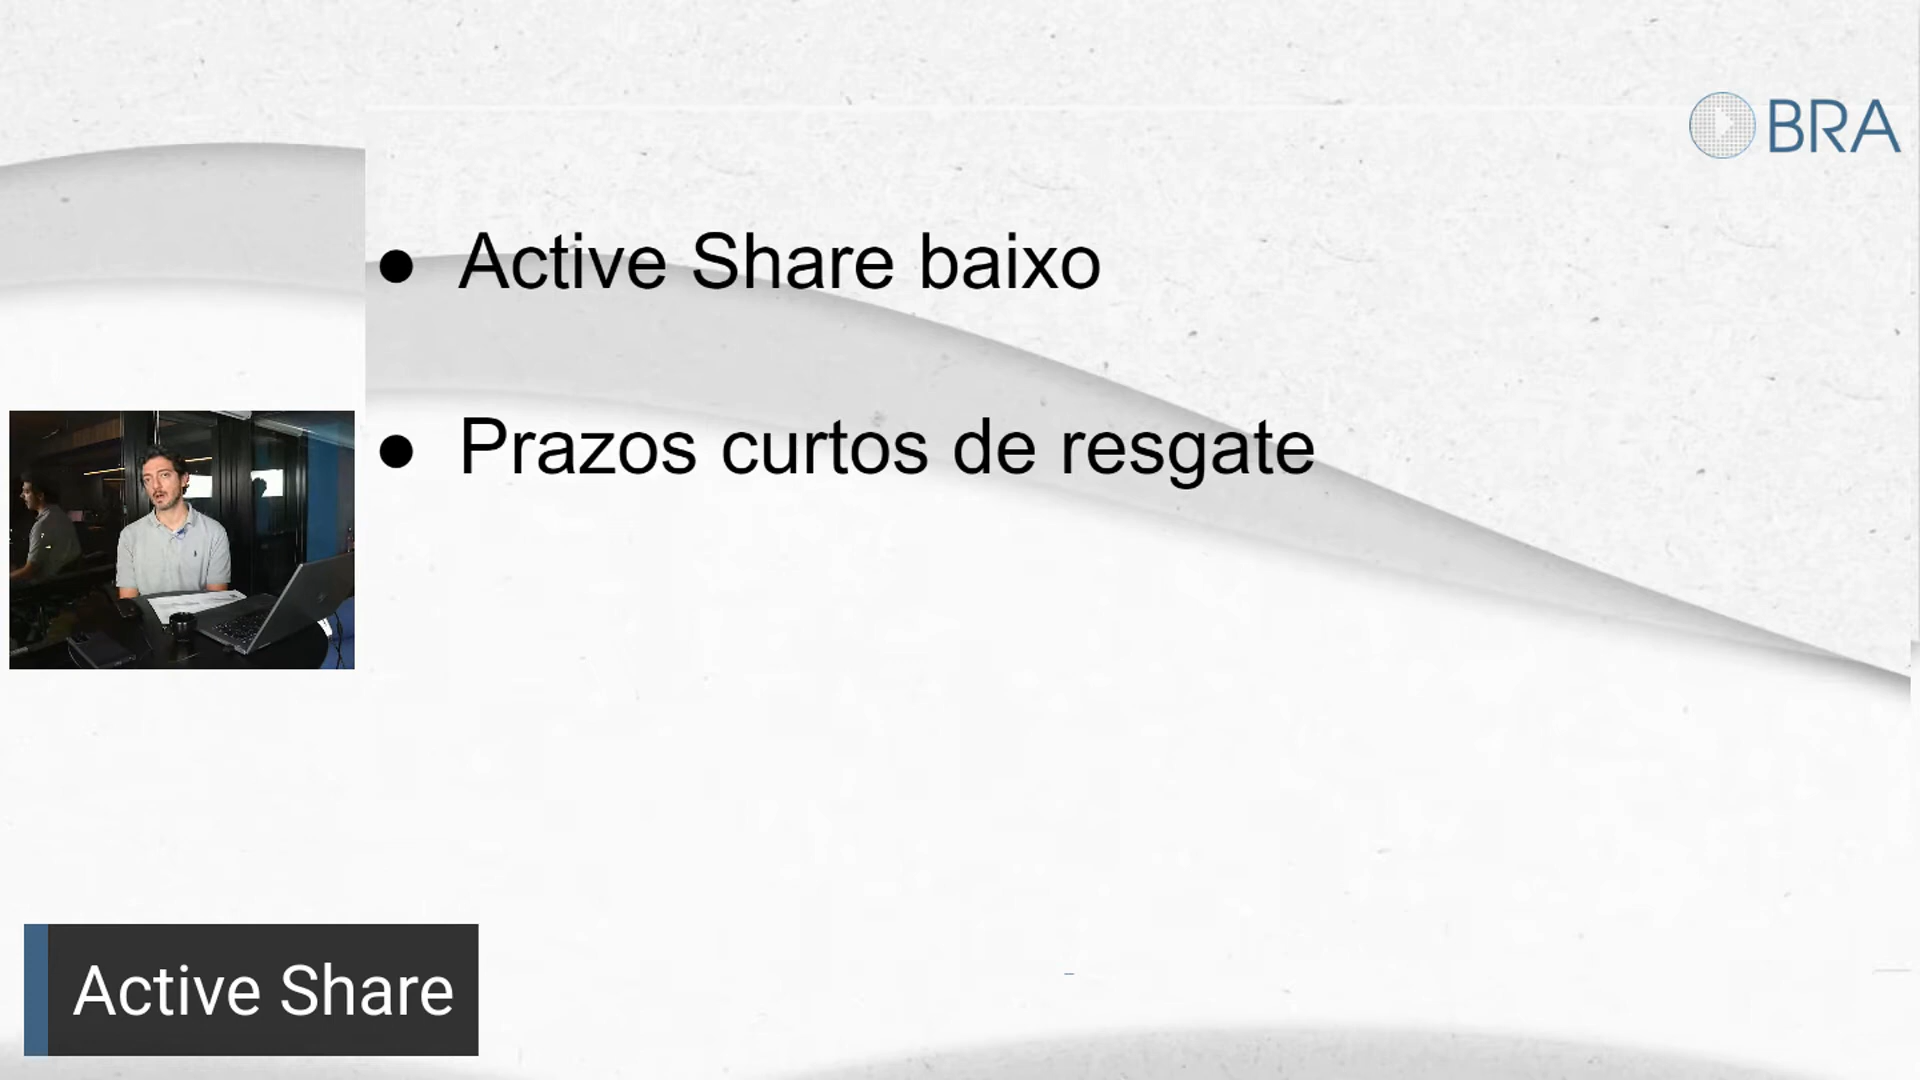 BRA
● Active Share baixo
● Prazos curtos de resgate
Active Share